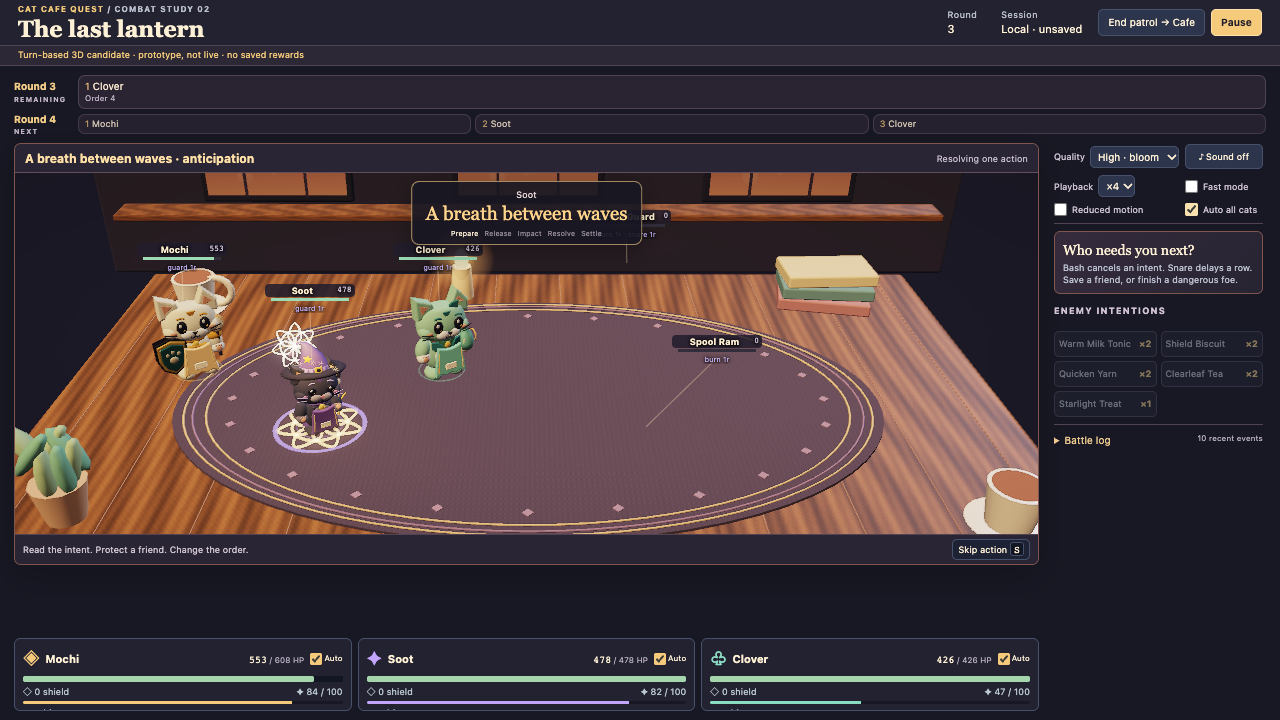 CAT CAFE QUEST / COMBAT STUDY 02
The last lantern
Round
3
Session
Local · unsaved
End patrol → Cafe
Pause
Turn-based 3D candidate · prototype, not live · no saved rewards
Round 3
REMAINING
1 Clover
Order 4
Round 4
NEXT
1 Mochi
2 Soot
3 Clover
A breath between waves · anticipation
Resolving one action
Soot
A breath between waves
Prepare Release Impact Resolve Settle
0
1r
Mochi 553
guard 1r
Clover 426
guard 1r
Soot 478
guard 1r
Spool Ram 0
burn 1r
Read the intent. Protect a friend. Change the order.
Skip action S
Quality High · bloom
♪ Sound off
Playback ×4
Fast mode
Reduced motion
Auto all cats
Who needs you next?
Bash cancels an intent. Snare delays a row.
Save a friend, or finish a dangerous foe.
ENEMY INTENTIONS
Warm Milk Tonic ×2
Shield Biscuit ×2
Quicken Yarn ×2
Clearleaf Tea ×2
Starlight Treat ×1
Battle log
10 recent events
Mochi
553 / 608 HP
Auto
0 shield
84 / 100
Soot
478 / 478 HP
Auto
0 shield
82 / 100
Clover
426 / 426 HP
Auto
0 shield
47 / 100